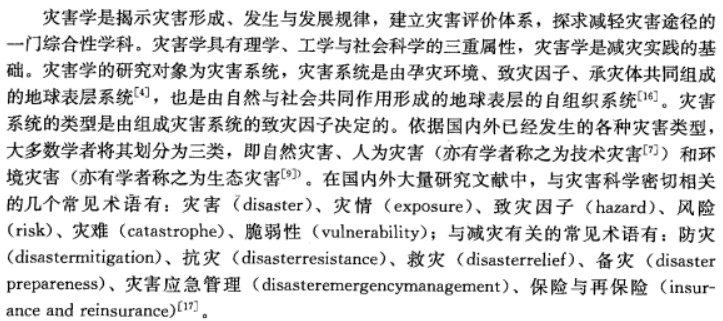 灾害学是揭示灾害形成、发生与发展规律，建立灾害评价体系，探求减轻灾害途径的
一门综合性学科。灾害学具有理学、工学与社会科学的三重属性，灾害学是减灾实践的基
础。灾害学的研究对象为灾害系统，灾害系统是由孕灾环境、致灾因子、承灾体共同组成
的地球表层系统[4]，也是由自然与社会共同作用形成的地球表层的自组织系统[16]。灾害
系统的类型是由组成灾害系统的致灾因子决定的。依据国内外已经发生的各种灾害类型，
大多数学者将其划分为三类，即自然灾害、人为灾害（亦有学者称之为技术灾害[7]）和环
境灾害（亦有学者称之为生态灾害[9]）。在国内外大量研究文献中，与灾害科学密切相关
的几个常见术语有：灾害（disaster）、灾情（exposure）、致灾因子（hazard）、风险
(risk)、灾难（catastrophe）、脆弱性（vulnerability）；与减灾有关的常见术语有：防灾
(disastermitigation)、抗灾（disasterresistance）、救灾（disasterrelief）、备灾（disaster
prepareness）、灾害应急管理（disasteremergencymanagement）、保险与再保险（insur-
ance and reinsurance)[17]。